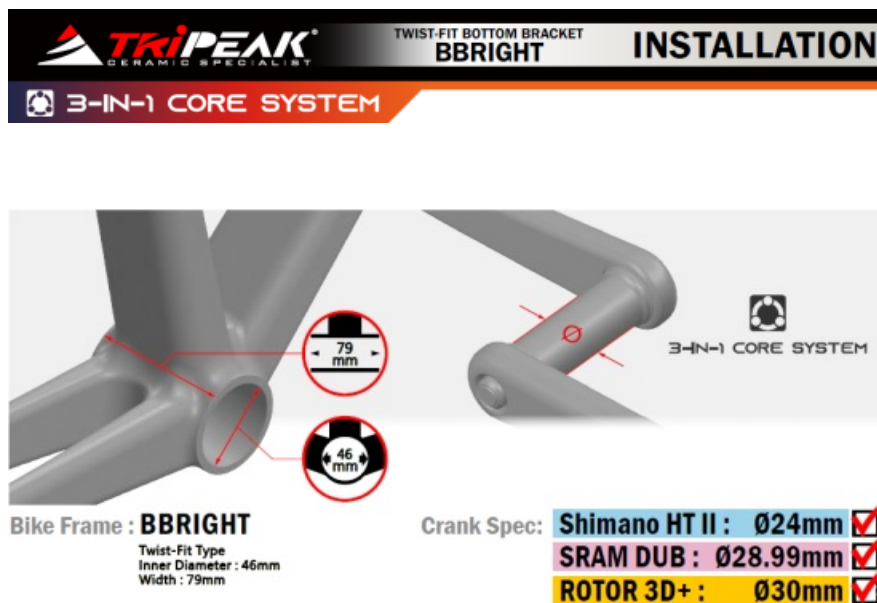 TRiPEAK®
CERAMIC SPECIALIST
TWIST-FIT BOTTOM BRACKET
BBRIGHT
INSTALLATION
3-IN-1 CORE SYSTEM
79
mm
Ø
3-IN-1 CORE SYSTEM
46
mm
Bike Frame : BBRIGHT
Twist-Fit Type
Inner Diameter : 46mm
Width : 79mm
Crank Spec: Shimano HT II : Ø24mm
SRAM DUB : Ø28.99mm
ROTOR 3D+ : Ø30mm